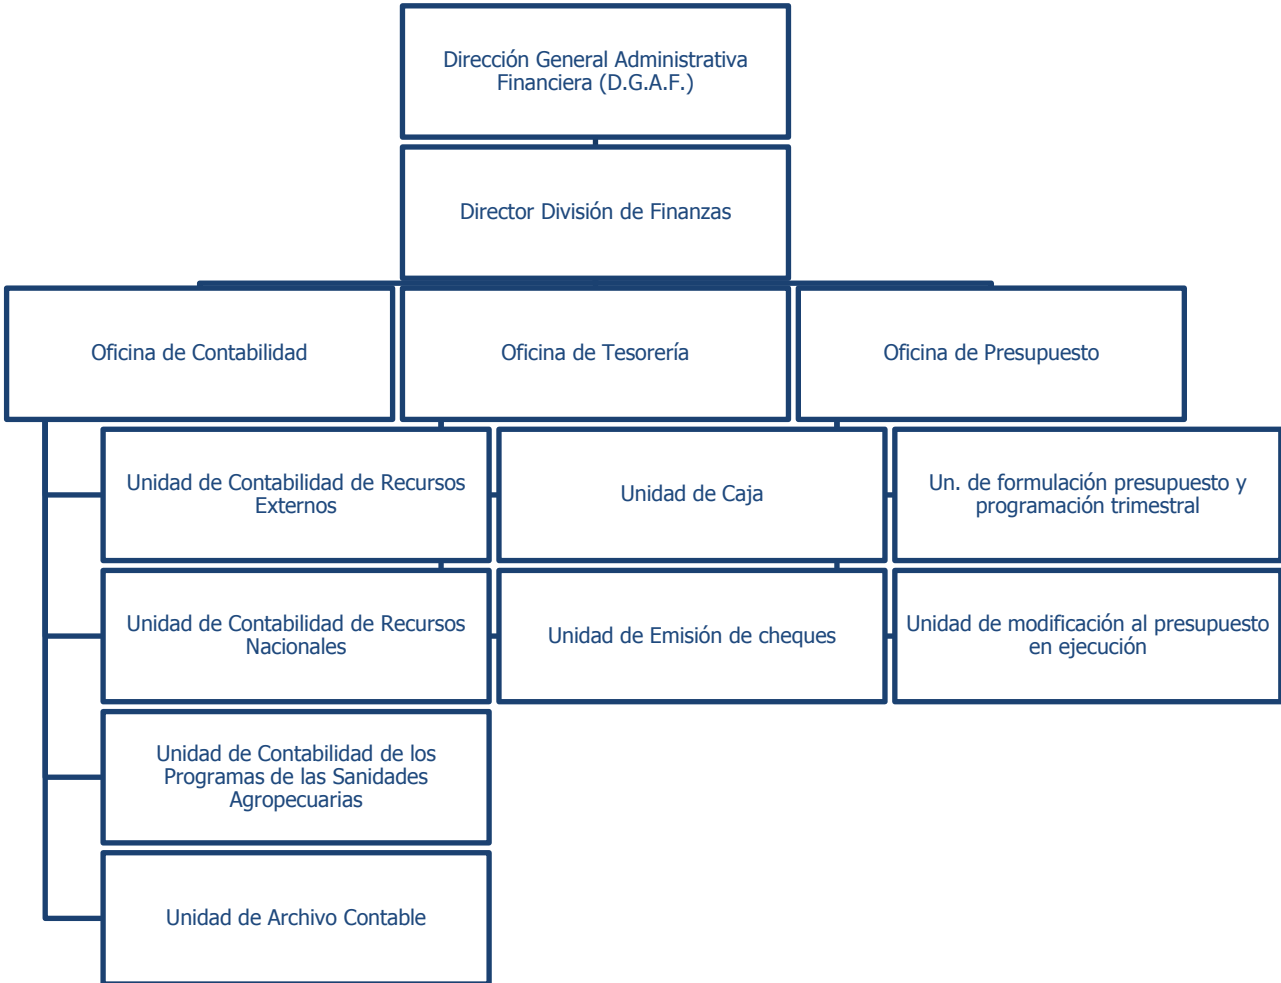 Dirección General Administrativa
Financiera (D.G.A.F.)
Director División de Finanzas
Oficina de Contabilidad
Oficina de Tesorería
Oficina de Presupuesto
Unidad de Contabilidad de Recursos
Externos
Unidad de Caja
Un. de formulación presupuesto y
programación trimestral
Unidad de Contabilidad de Recursos
Nacionales
Unidad de Emisión de cheques
Unidad de modificación al presupuesto
en ejecución
Unidad de Contabilidad de los
Programas de las Sanidades
Agropecuarias
Unidad de Archivo Contable